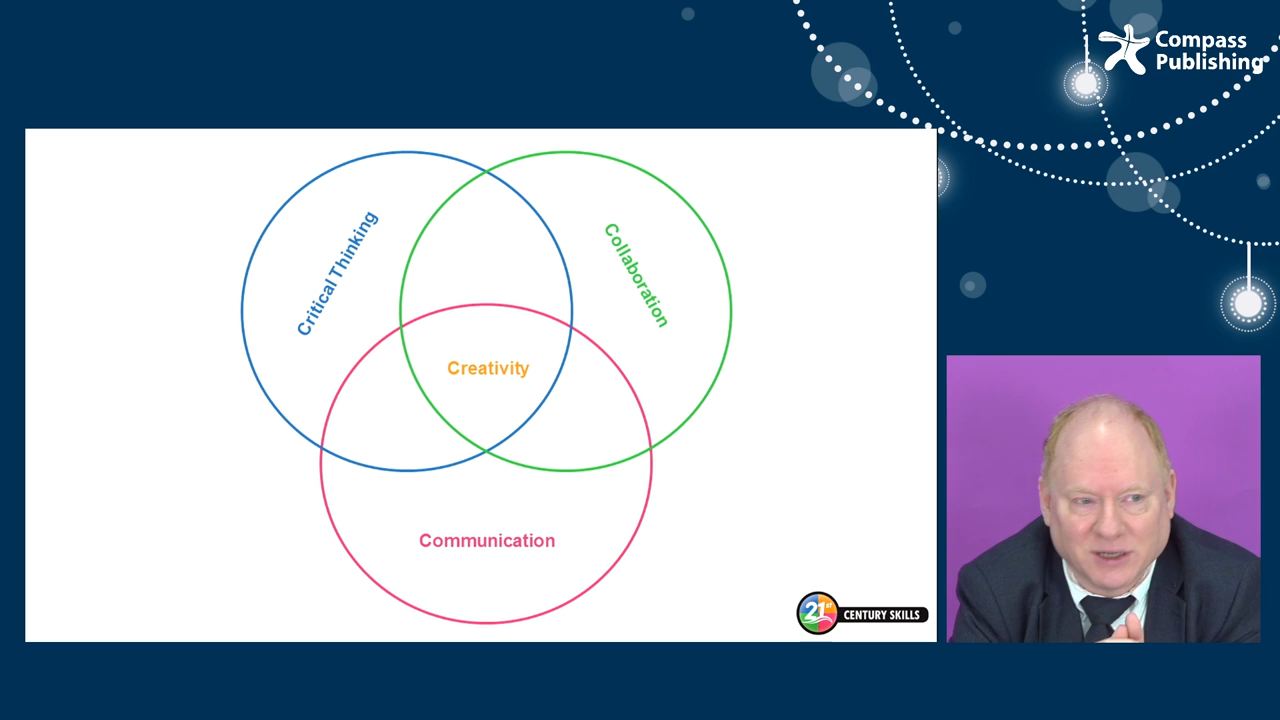 Compass
Publishing
Critical Thinking
Collaboration
Creativity
Communication
21st CENTURY SKILLS